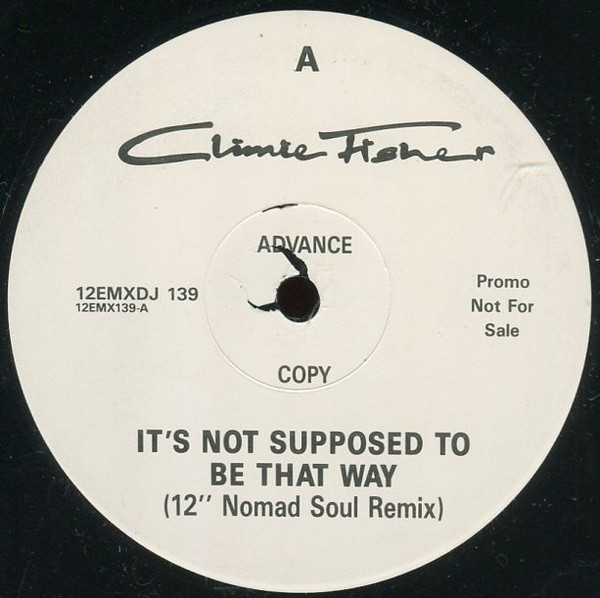 A
Climie Fisher
ADVANCE
12EMXDJ 139
12EMX139-A
Promo
Not For
Sale
COPY
IT'S NOT SUPPOSED TO
BE THAT WAY
(12'' Nomad Soul Remix)